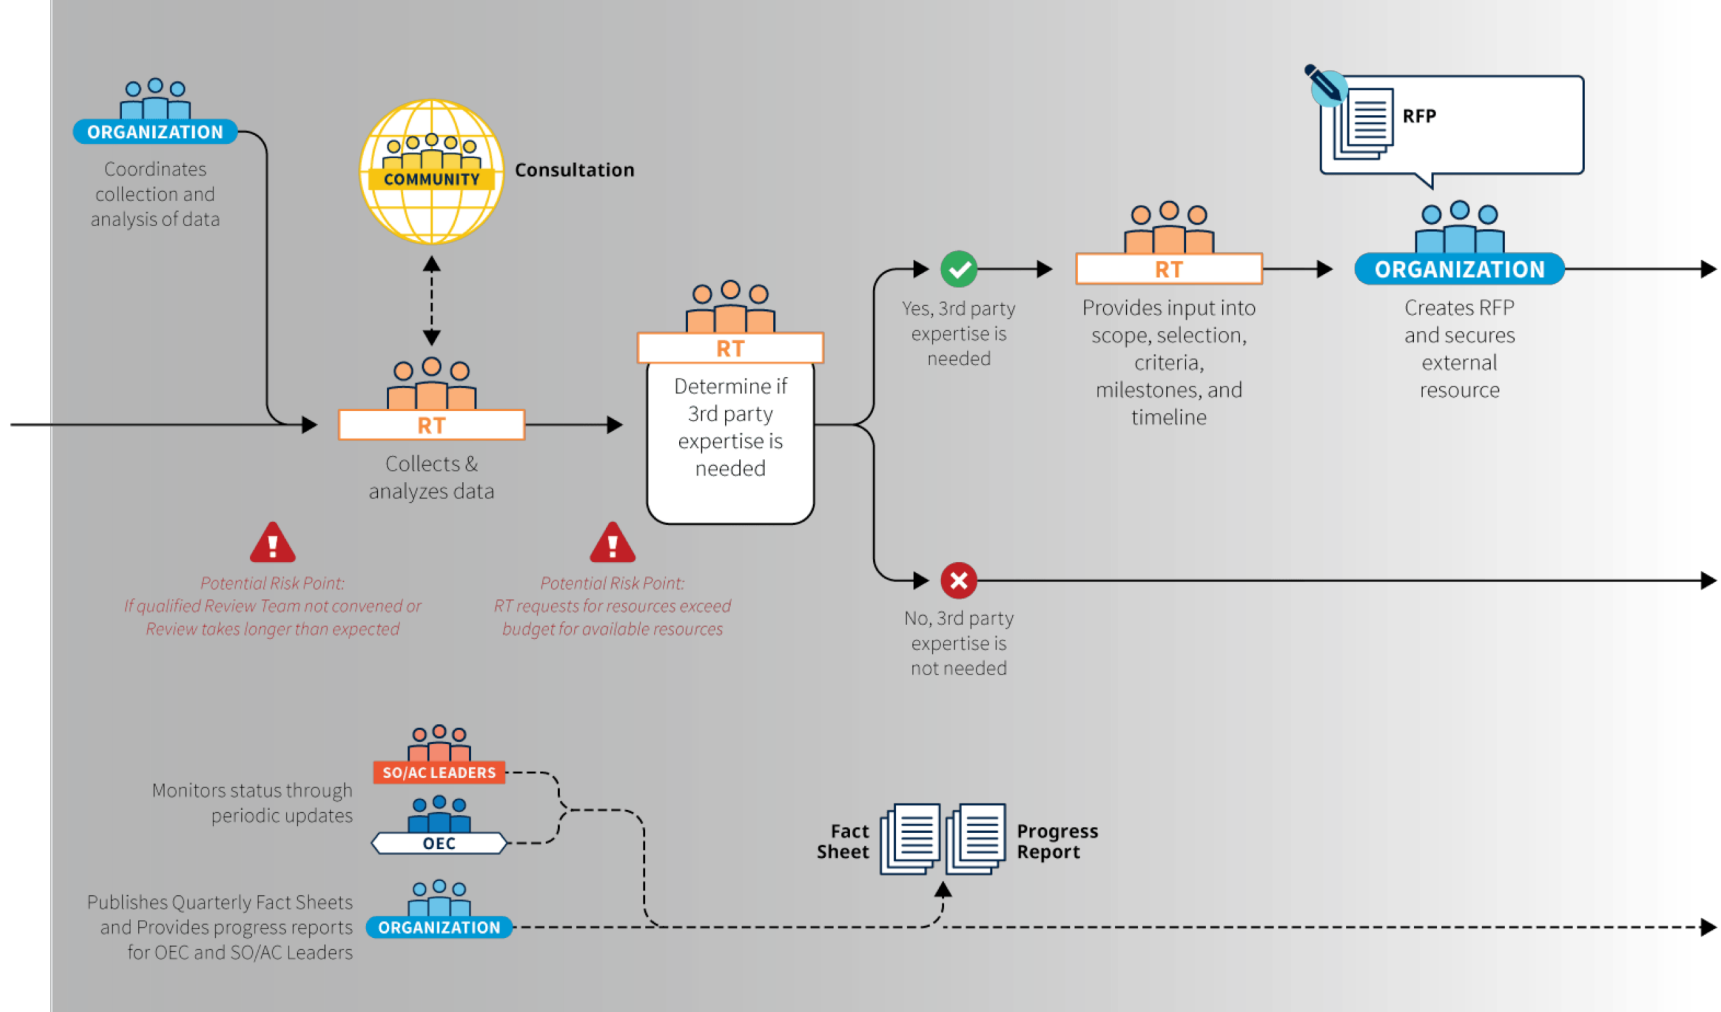 ORGANIZATION
Coordinates
collection and
analysis of data
COMMUNITY
Consultation
RT
Collects &
analyzes data
RT
Determine if
3rd party
expertise is
needed
Yes, 3rd party
expertise is
needed
RT
Provides input into
scope, selection,
criteria,
milestones, and
timeline
RFP
ORGANIZATION
Creates RFP
and secures
external
resource
No, 3rd party
expertise is
not needed
Potential Risk Point:
If qualified Review Team not convened or
Review takes longer than expected
Potential Risk Point:
RT requests for resources exceed
budget for available resources
Monitors status through
periodic updates
SO/AC LEADERS
OEC
Publishes Quarterly Fact Sheets
and Provides progress reports
for OEC and SO/AC Leaders
ORGANIZATION
Fact
Sheet
Progress
Report